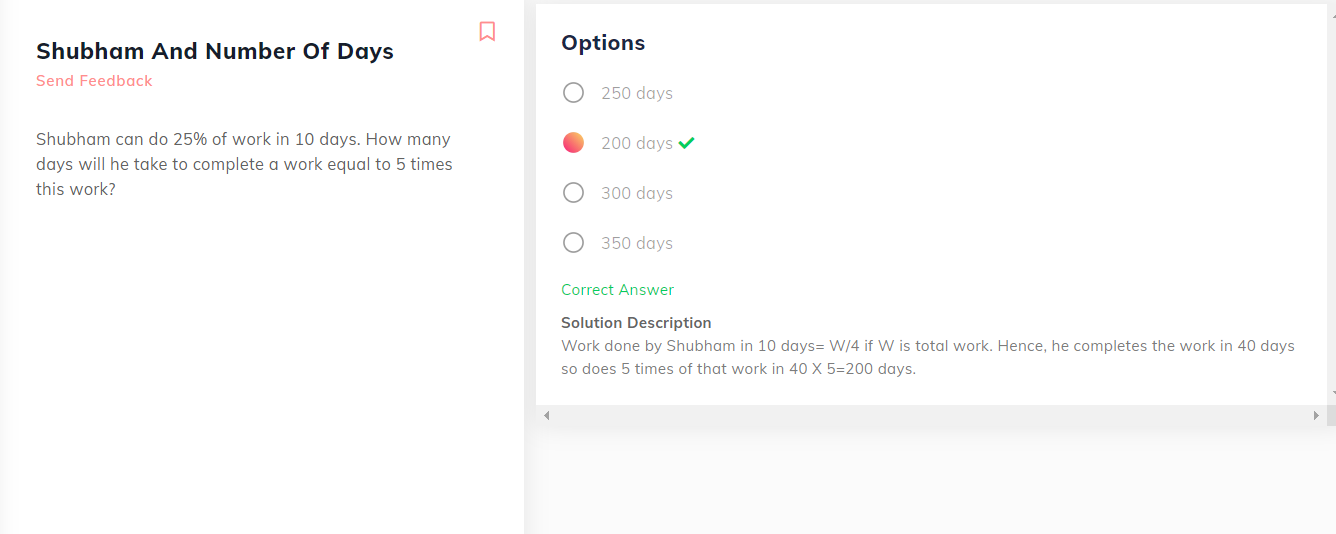 Shubham And Number Of Days
Send Feedback
Shubham can do 25% of work in 10 days. How many
days will he take to complete a work equal to 5 times
this work?
Options
250 days
200 days
300 days
350 days
Correct Answer
Solution Description
Work done by Shubham in 10 days= W/4 if W is total work. Hence, he completes the work in 40 days
so does 5 times of that work in 40 X 5=200 days.